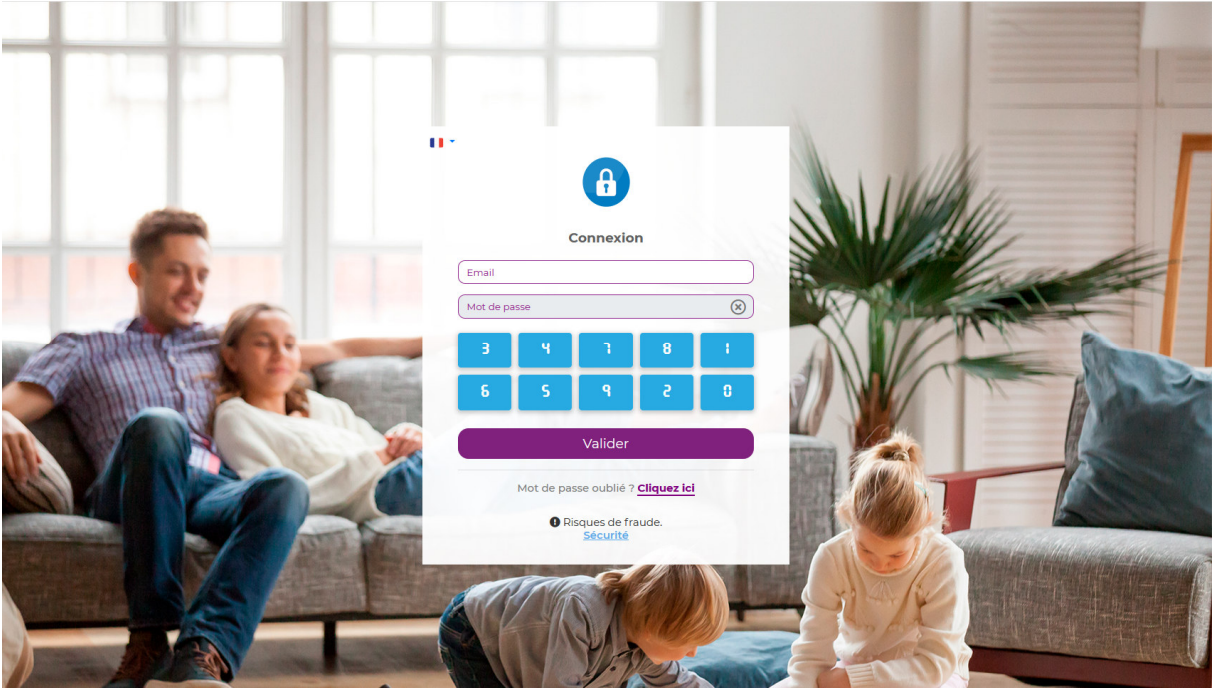 Connexion
Email
Mot de passe
3 4 7 8 1
6 5 9 2 0
Valider
Mot de passe oublié ? Cliquez ici
Risques de fraude.
Sécurité